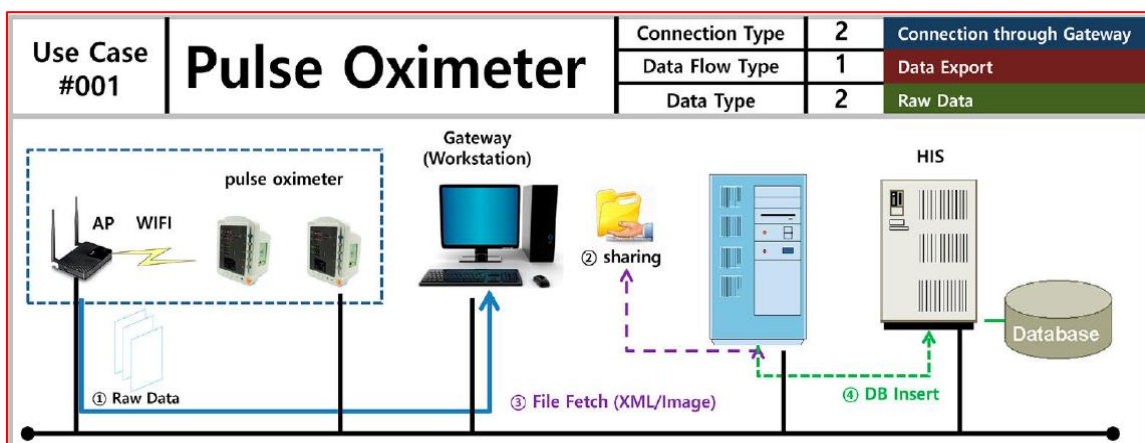 Use Case
#001
Pulse Oximeter
Connection Type 2 Connection through Gateway
Data Flow Type 1 Data Export
Data Type 2 Raw Data
Gateway
(Workstation)
HIS
pulse oximeter
AP WIFI
② sharing
Database
① Raw Data
③ File Fetch (XML/Image)
④ DB Insert